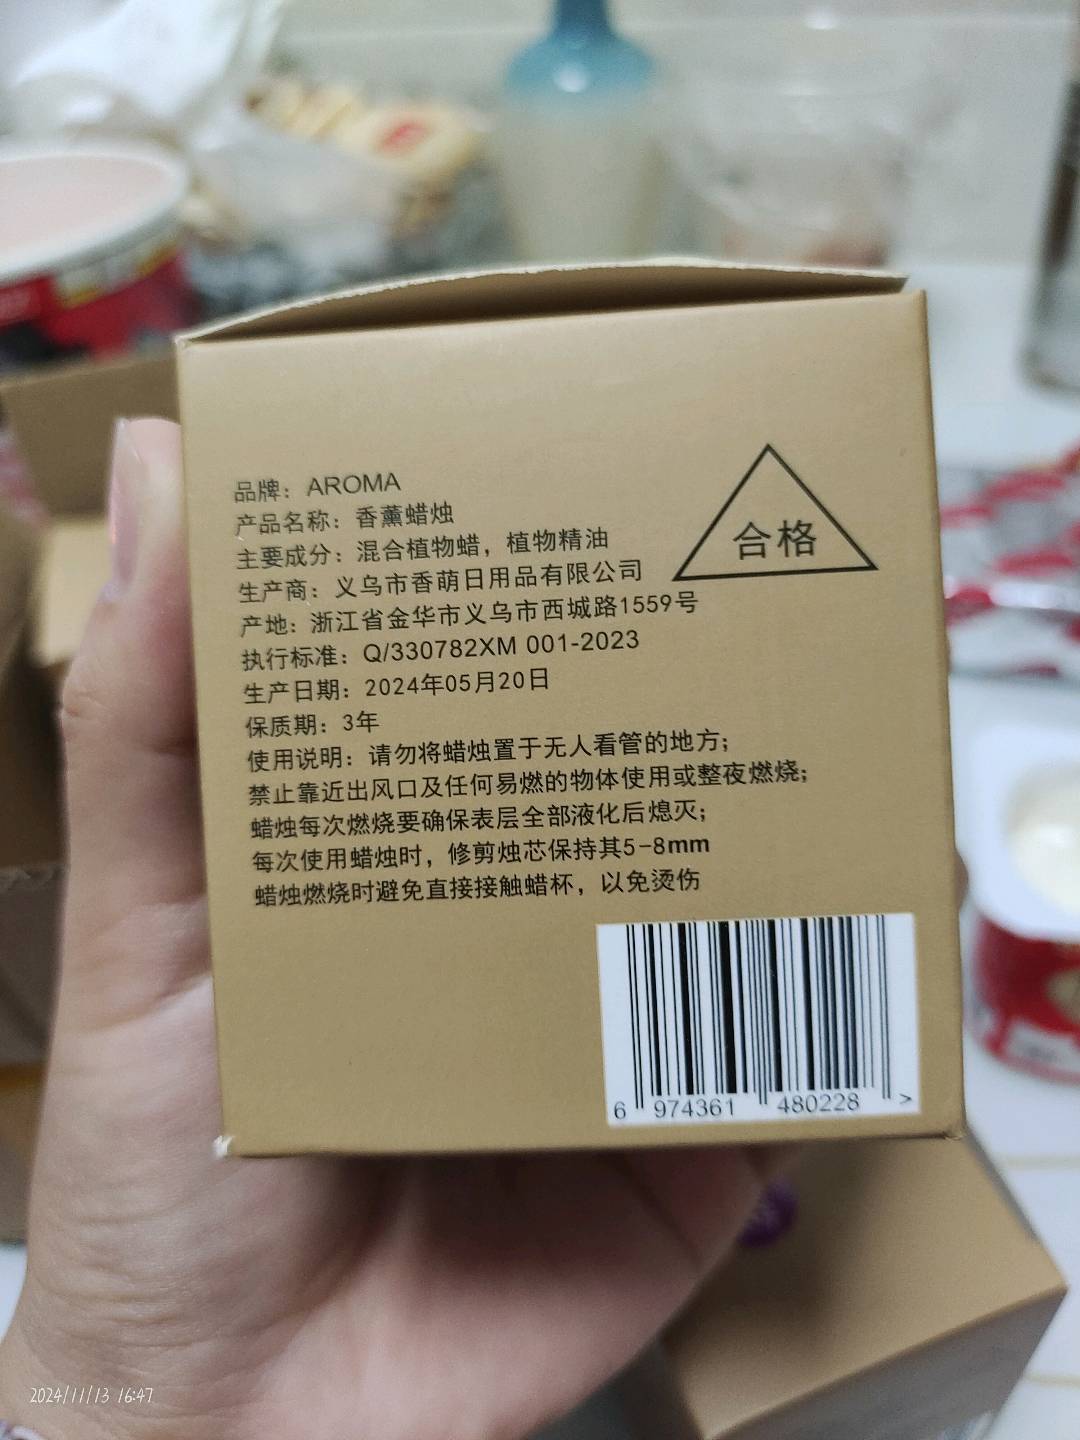 品牌：AROMA
产品名称：香薰蜡烛
主要成分：混合植物蜡，植物精油
生产商：义乌市香萌日用品有限公司
产地：浙江省金华市义乌市西城路1559号
执行标准：Q/330782XM 001-2023
生产日期：2024年05月20日
保质期：3年
使用说明：请勿将蜡烛置于无人看管的地方；
禁止靠近出风口及任何易燃的物体使用或整夜燃烧；
蜡烛每次燃烧要确保表层全部液化后熄灭；
每次使用蜡烛时，修剪烛芯保持其5-8mm
蜡烛燃烧时避免直接接触蜡杯，以免烫伤
合格
6 974361 480228 >
2024/11/13 16:47